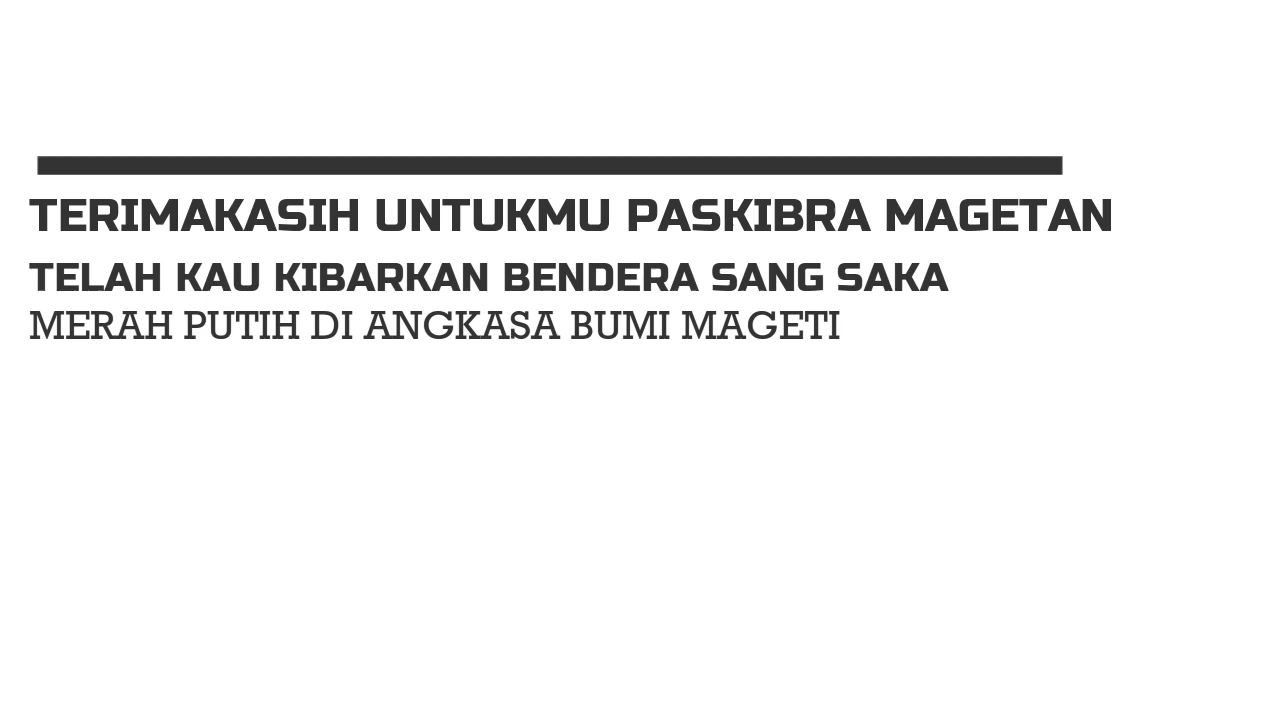 TERIMAKASIH UNTUKMU PASKIBRA MAGETAN
TELAH KAU KIBARKAN BENDERA SANG SAKA
MERAH PUTIH DI ANGKASA BUMI MAGETI